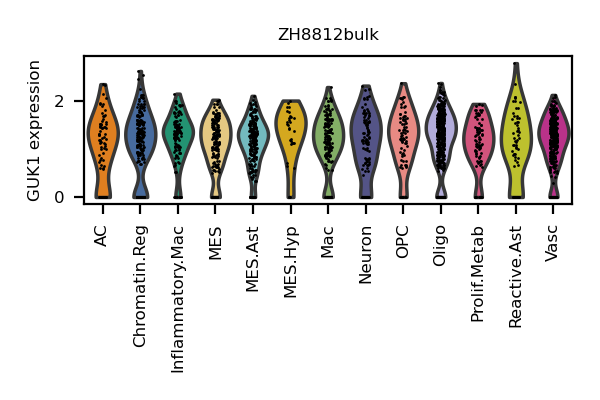 ZH8812bulk
GUK1 expression
2
0
AC
Chromatin.Reg
Inflammatory.Mac
MES
MES.Ast
MES.Hyp
Mac
Neuron
OPC
Oligo
Prolif.Metab
Reactive.Ast
Vasc